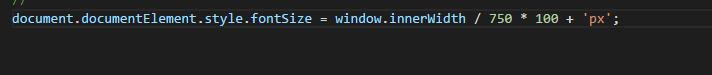 //
document.documentElement.style.fontSize = window.innerWidth / 750 * 100 + 'px';